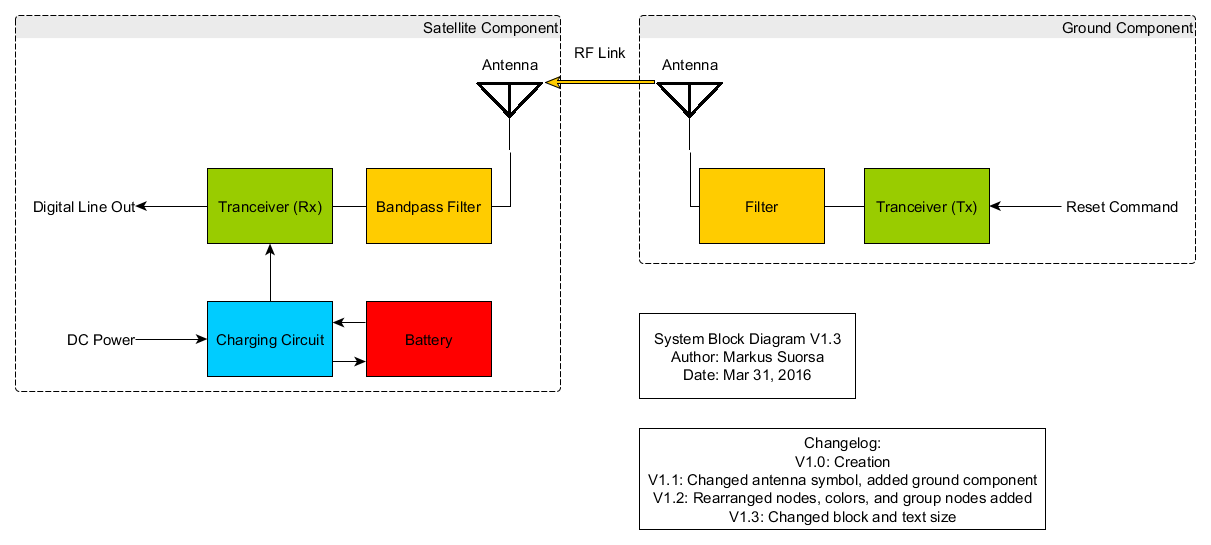 Satellite Component
Ground Component
RF Link
Antenna
Antenna
Digital Line Out
Tranceiver (Rx)
Bandpass Filter
Filter
Tranceiver (Tx)
Reset Command
DC Power
Charging Circuit
Battery
System Block Diagram V1.3
Author: Markus Suorsa
Date: Mar 31, 2016
Changelog:
V1.0: Creation
V1.1: Changed antenna symbol, added ground component
V1.2: Rearranged nodes, colors, and group nodes added
V1.3: Changed block and text size